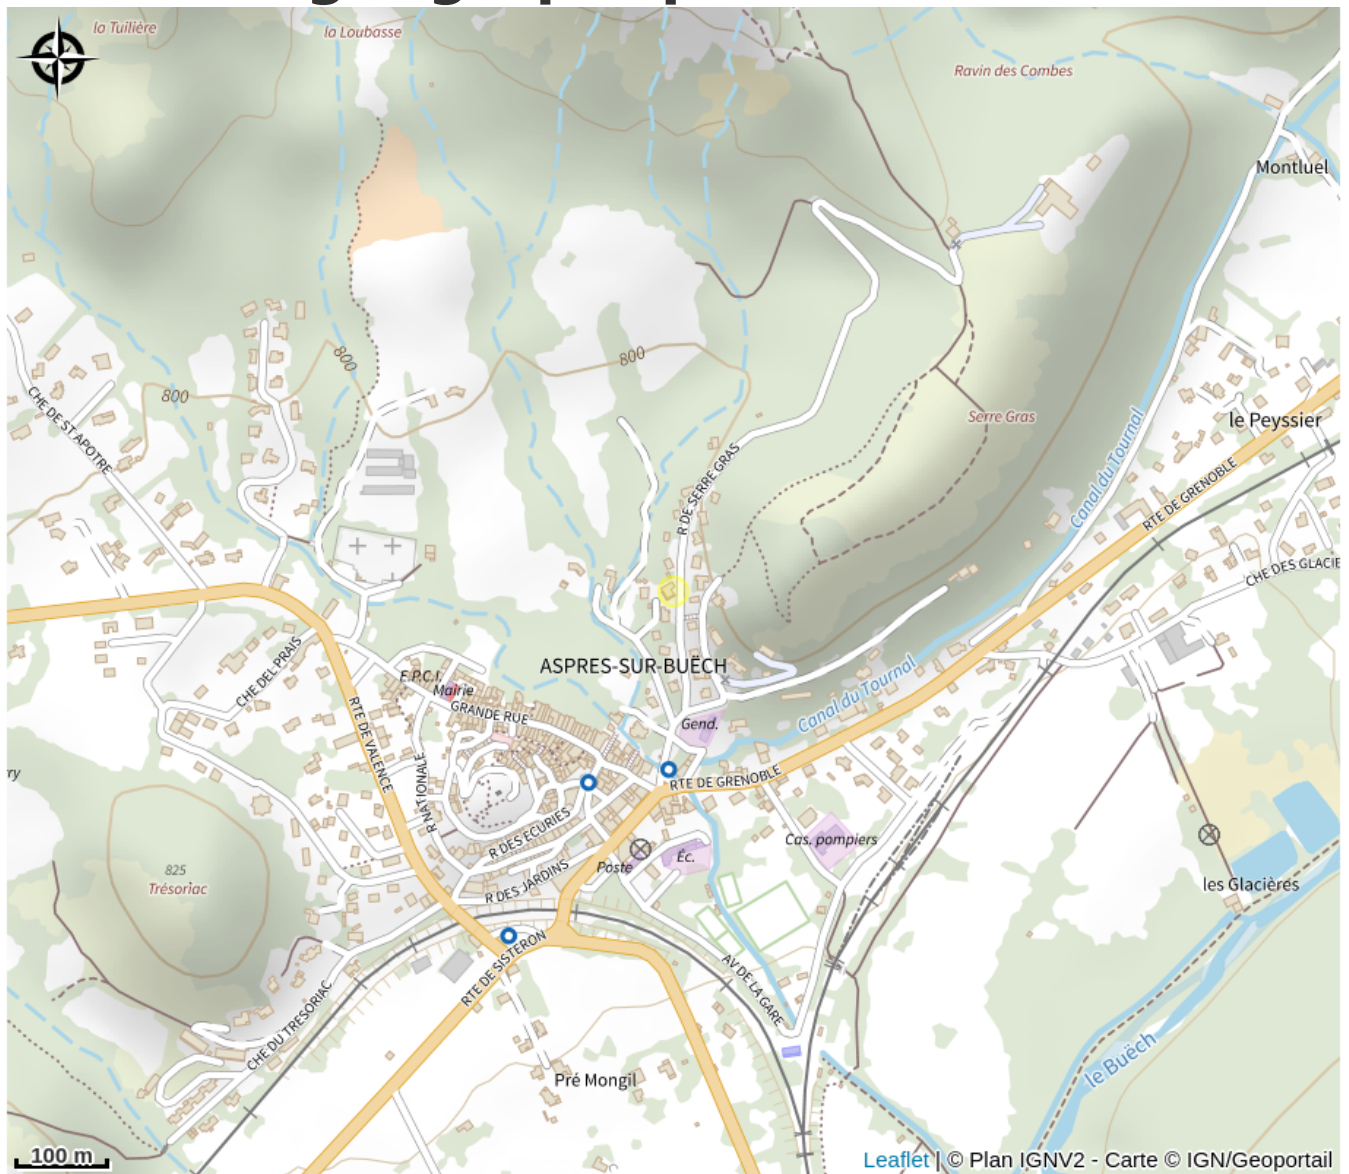 la Tuilière
la Loubasse
Ravin des Combes
Montluel
800
800
800
CHE DE ST APOTRE
R DE SERRE GRAS
Serre Gras
le Peyssier
Canal du Tournal
RTE DE GRENOBLE
CHE DES GLACIE
CHE DEL PRAIS
ASPRES-SUR-BUËCH
E.P.C.I.
Mairie
GRANDE RUE
Canal du Tournal
Gend.
RTE DE VALENCE
R NATIONALE
RTE DE GRENOBLE
R DES ECURIES
Cas. pompiers
Poste
Éc.
825
Trésoriac
R DES JARDINS
les Glacières
RTE DE SISTERON
AV DE LA GARE
CHE DU TRESORIAC
Pré Mongil
le Buëch
100 m
Leaflet | © Plan IGNV2 - Carte © IGN/Geoportail